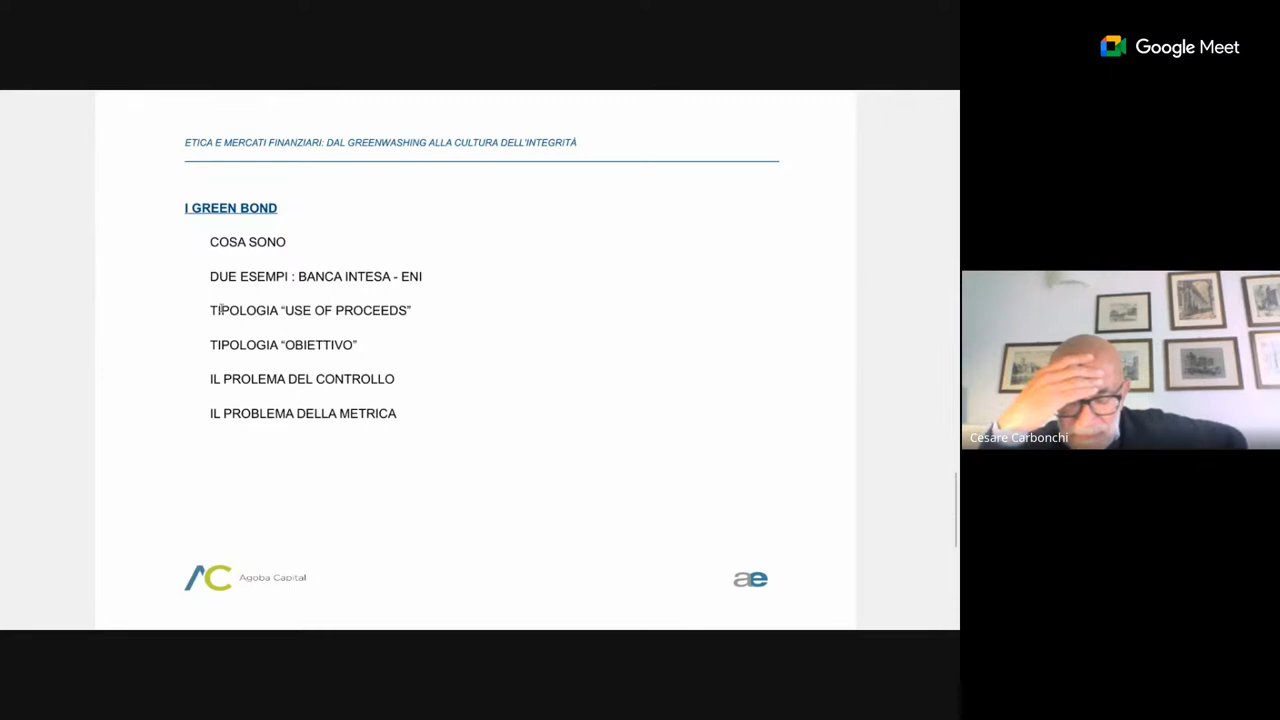 Google Meet
ETICA E MERCATI FINANZIARI: DAL GREENWASHING ALLA CULTURA DELL'INTEGRITÀ
I GREEN BOND
COSA SONO
DUE ESEMPI : BANCA INTESA - ENI
TIPOLOGIA “USE OF PROCEEDS”
TIPOLOGIA “OBIETTIVO”
IL PROLEMA DEL CONTROLLO
IL PROBLEMA DELLA METRICA
Cesare Carbonchi
AC Agoba Capital
ae